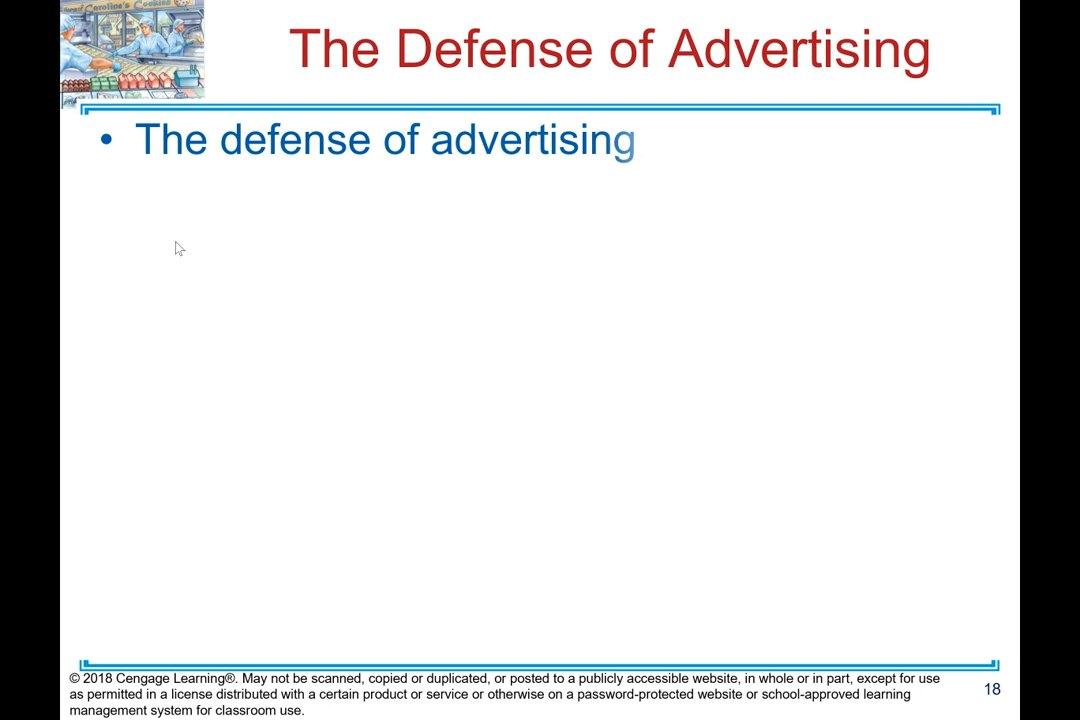 Carolina's Cookies
The Defense of Advertising
• The defense of advertising
© 2018 Cengage Learning®. May not be scanned, copied or duplicated, or posted to a publicly accessible website, in whole or in part, except for use
as permitted in a license distributed with a certain product or service or otherwise on a password-protected website or school-approved learning
management system for classroom use.
18